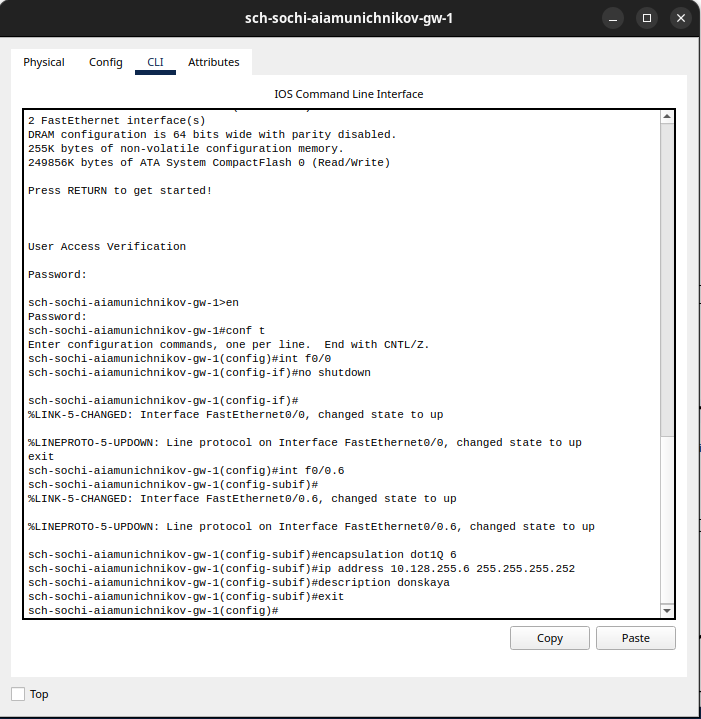 sch-sochi-aiamunichnikov-gw-1
Physical Config CLI Attributes
IOS Command Line Interface
2 FastEthernet interface(s)
DRAM configuration is 64 bits wide with parity disabled.
255K bytes of non-volatile configuration memory.
249856K bytes of ATA System CompactFlash 0 (Read/Write)
Press RETURN to get started!
User Access Verification
Password:
sch-sochi-aiamunichnikov-gw-1>en
Password:
sch-sochi-aiamunichnikov-gw-1#conf t
Enter configuration commands, one per line.  End with CNTL/Z.
sch-sochi-aiamunichnikov-gw-1(config)#int f0/0
sch-sochi-aiamunichnikov-gw-1(config-if)#no shutdown
sch-sochi-aiamunichnikov-gw-1(config-if)#
%LINK-5-CHANGED: Interface FastEthernet0/0, changed state to up
%LINEPROTO-5-UPDOWN: Line protocol on Interface FastEthernet0/0, changed state to up
exit
sch-sochi-aiamunichnikov-gw-1(config)#int f0/0.6
sch-sochi-aiamunichnikov-gw-1(config-subif)#
%LINK-5-CHANGED: Interface FastEthernet0/0.6, changed state to up
%LINEPROTO-5-UPDOWN: Line protocol on Interface FastEthernet0/0.6, changed state to up
sch-sochi-aiamunichnikov-gw-1(config-subif)#encapsulation dot1Q 6
sch-sochi-aiamunichnikov-gw-1(config-subif)#ip address 10.128.255.6 255.255.255.252
sch-sochi-aiamunichnikov-gw-1(config-subif)#description donskaya
sch-sochi-aiamunichnikov-gw-1(config-subif)#exit
sch-sochi-aiamunichnikov-gw-1(config)#
Copy Paste
Top